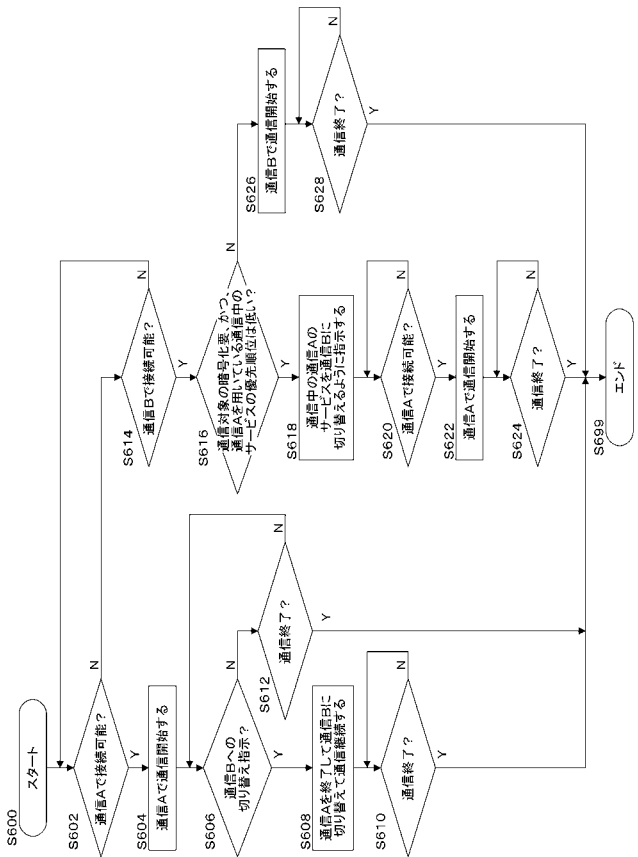 S600
スタート
S602
通信Aで接続可能?
N
Y
S604
通信Aで通信開始する
S606
通信Bへの
切り替え指示?
N
Y
S608
通信Aを終了して通信Bに
切り替えて通信継続する
S610
通信終了?
N
Y
S612
通信終了?
N
Y
S614
通信Bで接続可能?
N
Y
S616
通信対象の暗号化要、かつ、
通信Aを用いている通信中の
サービスの優先順位は低い?
N
Y
S618
通信中の通信Aの
サービスを通信Bに
切り替えるように指示する
S620
通信Aで接続可能?
N
Y
S622
通信Aで通信開始する
S624
通信終了?
N
Y
S626
通信Bで通信開始する
S628
通信終了?
N
Y
S699
エンド